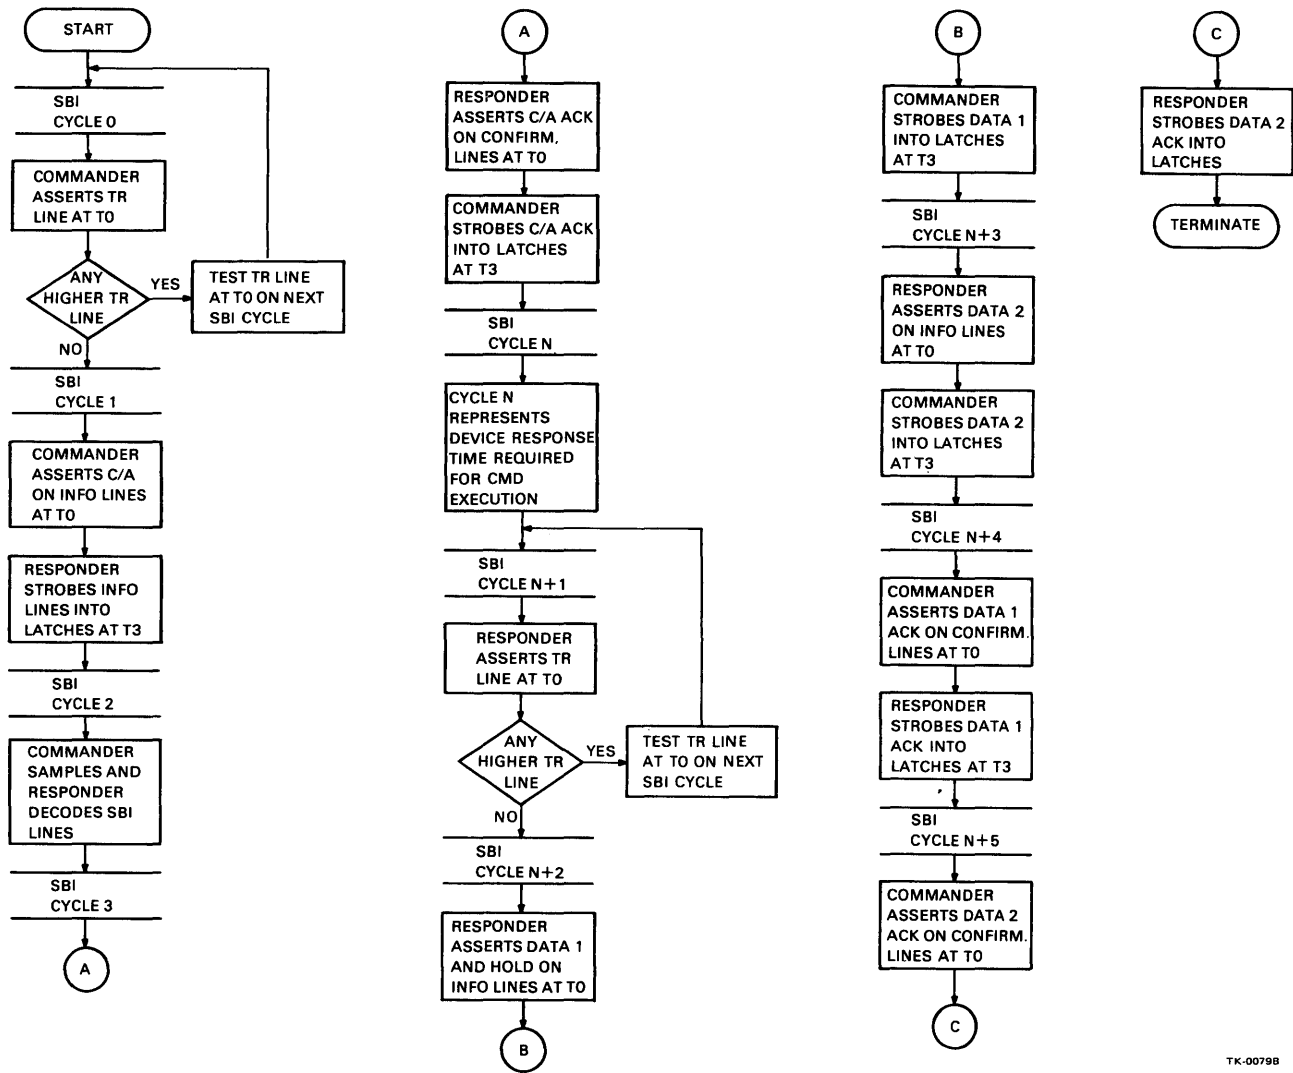 START
SBI
CYCLE 0
COMMANDER
ASSERTS TR
LINE AT T0
ANY
HIGHER TR
LINE
YES
TEST TR LINE
AT T0 ON NEXT
SBI CYCLE
NO
SBI
CYCLE 1
COMMANDER
ASSERTS C/A
ON INFO LINES
AT T0
RESPONDER
STROBES INFO
LINES INTO
LATCHES AT T3
SBI
CYCLE 2
COMMANDER
SAMPLES AND
RESPONDER
DECODES SBI
LINES
SBI
CYCLE 3
A
A
RESPONDER
ASSERTS C/A ACK
ON CONFIRM,
LINES AT T0
COMMANDER
STROBES C/A ACK
INTO LATCHES
AT T3
SBI
CYCLE N
CYCLE N
REPRESENTS
DEVICE RESPONSE
TIME REQUIRED
FOR CMD
EXECUTION
SBI
CYCLE N+1
RESPONDER
ASSERTS TR
LINE AT T0
ANY
HIGHER TR
LINE
YES
TEST TR LINE
AT T0 ON NEXT
SBI CYCLE
NO
SBI
CYCLE N+2
RESPONDER
ASSERTS DATA 1
AND HOLD ON
INFO LINES AT T0
B
B
COMMANDER
STROBES DATA 1
INTO LATCHES
AT T3
SBI
CYCLE N+3
RESPONDER
ASSERTS DATA 2
ON INFO LINES
AT T0
COMMANDER
STROBES DATA 2
INTO LATCHES
AT T3
SBI
CYCLE N+4
COMMANDER
ASSERTS DATA 1
ACK ON CONFIRM.
LINES AT T0
RESPONDER
STROBES DATA 1
ACK INTO
LATCHES AT T3
SBI
CYCLE N+5
COMMANDER
ASSERTS DATA 2
ACK ON CONFIRM.
LINES AT T0
C
C
RESPONDER
STROBES DATA 2
ACK INTO
LATCHES
TERMINATE
TK-0079B